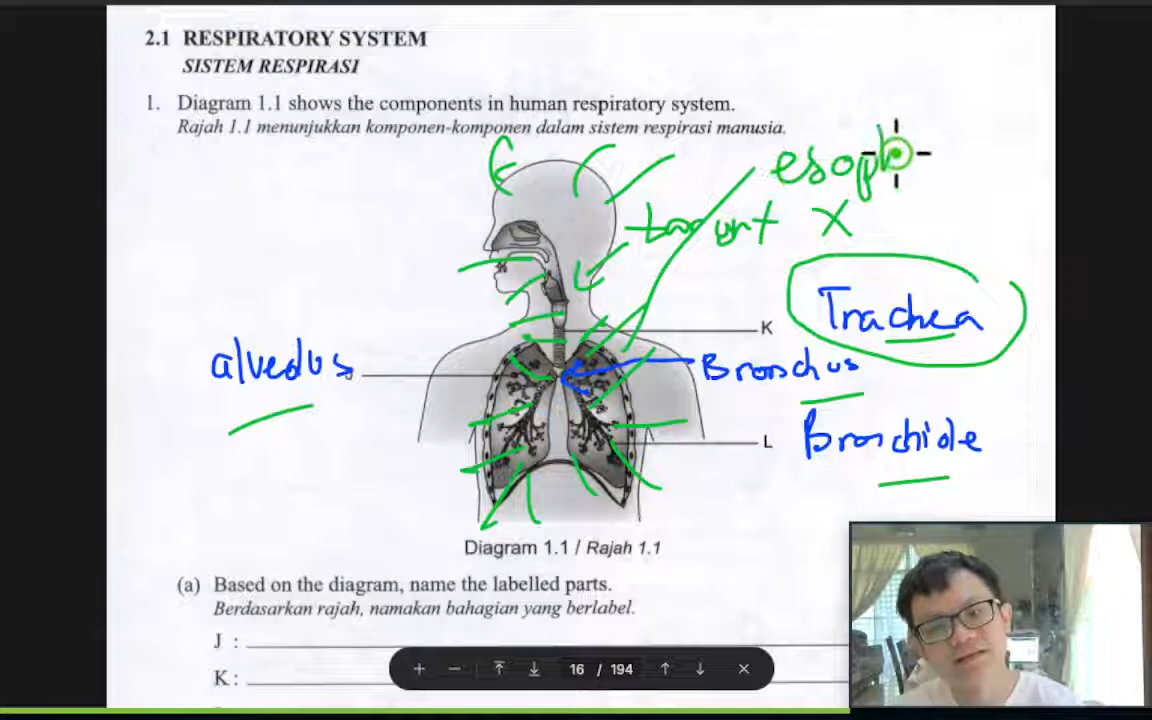 2.1 RESPIRATORY SYSTEM
SISTEM RESPIRASI
1. Diagram 1.1 shows the components in human respiratory system.
Rajah 1.1 menunjukkan komponen-komponen dalam sistem respirasi manusia.
esoph
X
K
Trachea
alveolus
Bronchus
L
Bronchiole
Diagram 1.1 / Rajah 1.1
(a) Based on the diagram, name the labelled parts.
Berdasarkan rajah, namakan bahagian yang berlabel.
J :
K :
16 / 194